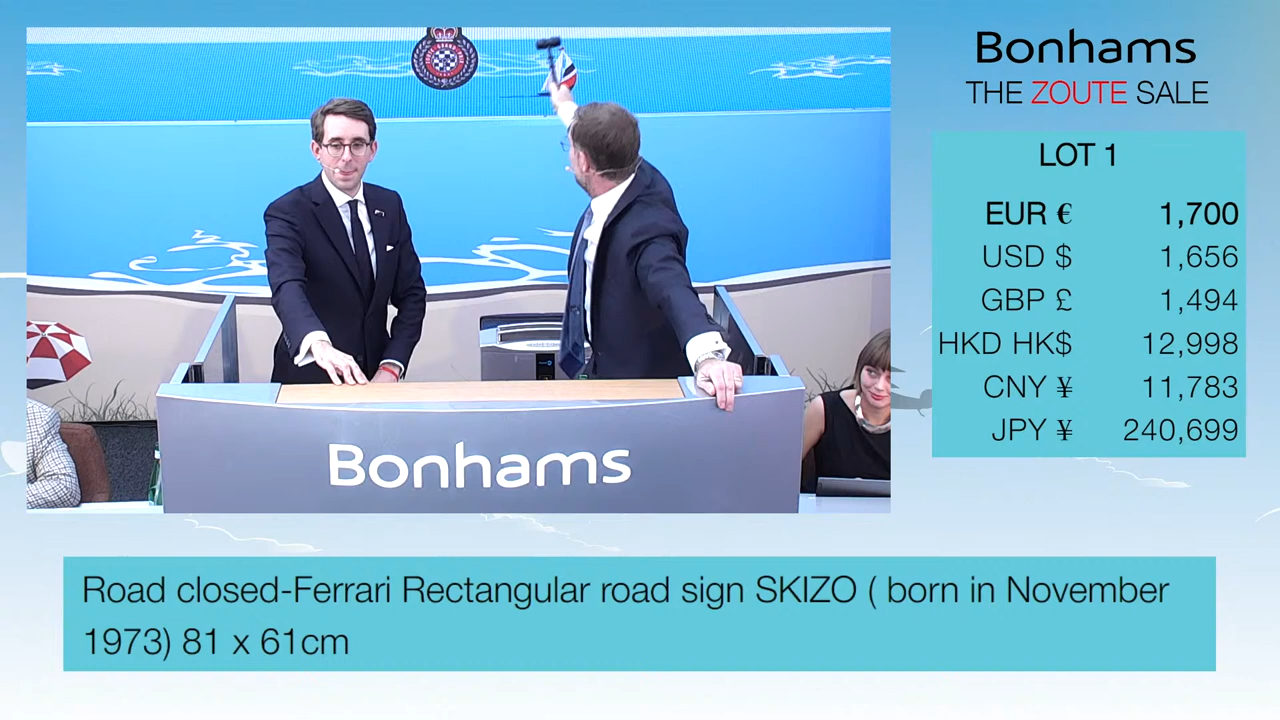 Bonhams
THE ZOUTE SALE
LOT 1
EUR € 1,700
USD $ 1,656
GBP £ 1,494
HKD HK$ 12,998
CNY ¥ 11,783
JPY ¥ 240,699
Bonhams
Road closed-Ferrari Rectangular road sign SKIZO ( born in November
1973) 81 x 61cm